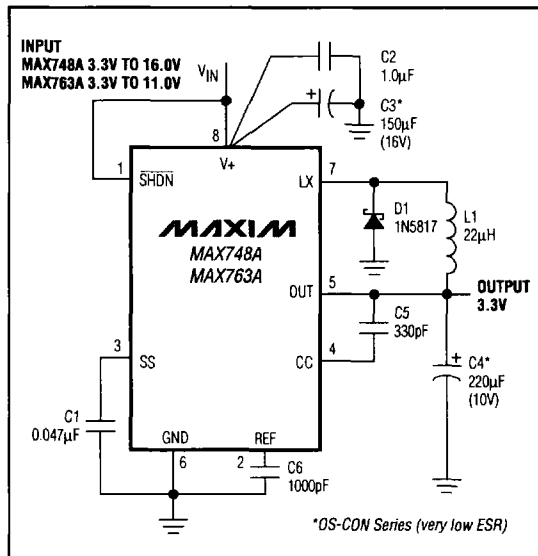 INPUT
MAX748A 3.3V TO 16.0V
MAX763A 3.3V TO 11.0V
VIN
C2
1.0µF
C3*
150µF
(16V)
+
8
V+
1
SHDN
LX
7
D1
1N5817
L1
22µH
MAXIM
MAX748A
MAX763A
OUT
5
OUTPUT
3.3V
C5
330pF
3
SS
CC
4
+
C4*
220µF
(10V)
C1
0.047µF
GND
REF
6
2
C6
1000pF
*OS-CON Series (very low ESR)